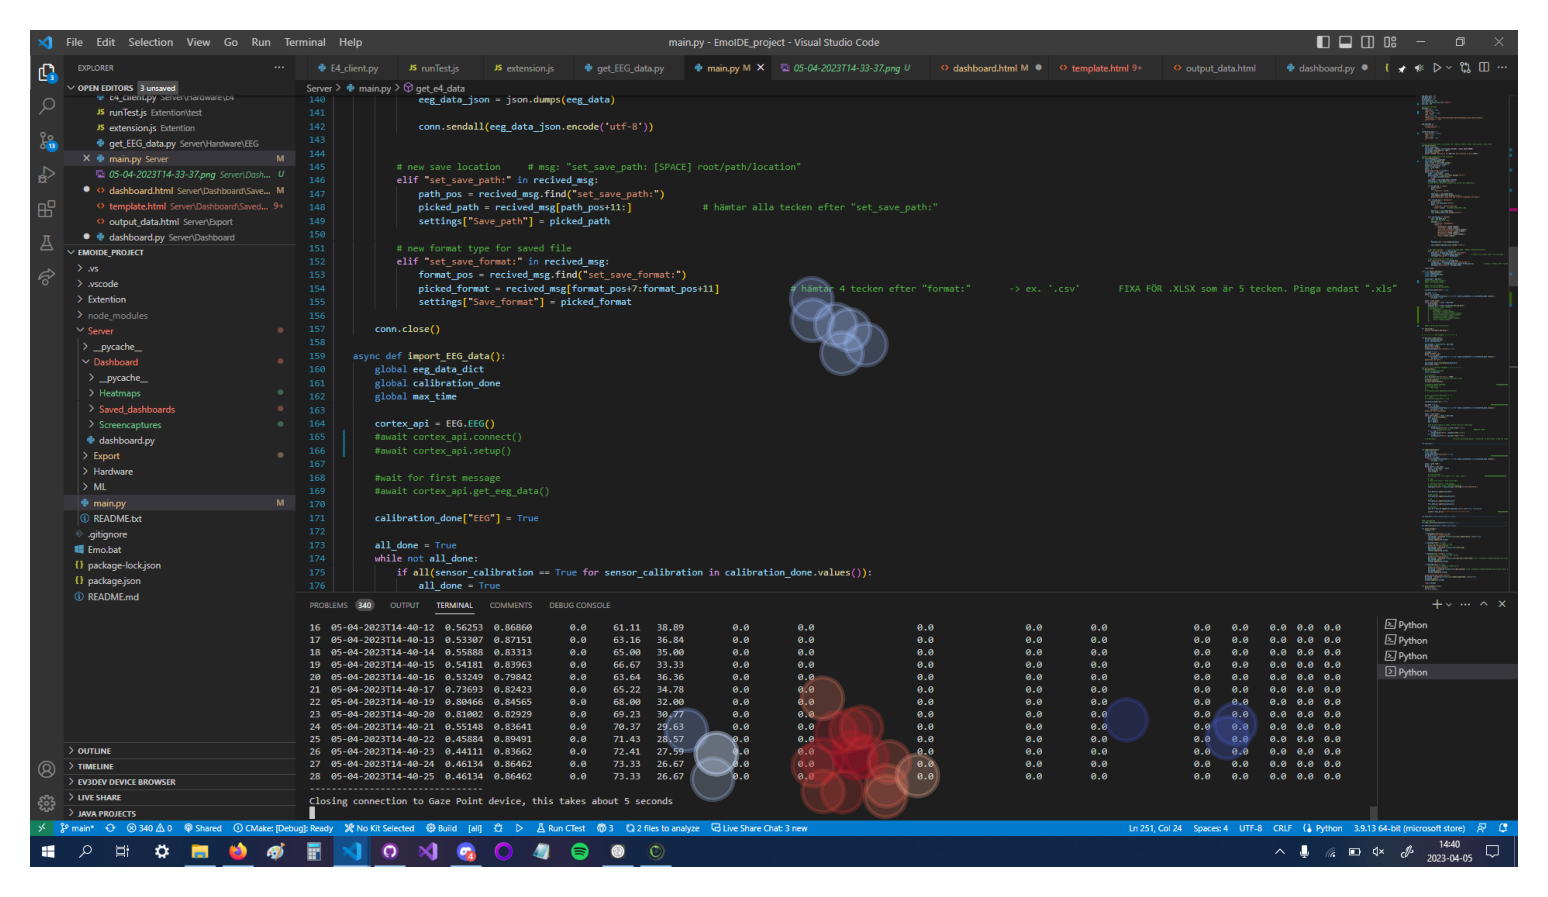 File Edit Selection View Go Run Terminal Help
main.py - EmoIDE_project - Visual Studio Code
EXPLORER
E4_client.py
JS runTest.js
JS extension.js
get_EEG_data.py
main.py M
05-04-2023T14-33-37.png U
dashboard.html M
template.html 9+
output_data.html
dashboard.py
OPEN EDITORS 3 unsaved
E4_client.py Server\Hardware\E4
JS runTest.js Extention\test
JS extension.js Extention
get_EEG_data.py Server\Hardware\EEG
main.py Server M
05-04-2023T14-33-37.png Server\Dash... U
dashboard.html Server\Dashboard\Save... M
template.html Server\Dashboard\Saved... 9+
output_data.html Server\Export
dashboard.py Server\Dashboard
EMOIDE_PROJECT
.vs
.vscode
Extention
node_modules
Server
__pycache__
Dashboard
__pycache__
Heatmaps
Saved_dashboards
Screencaptures
dashboard.py
Export
Hardware
ML
main.py M
README.txt
.gitignore
Emo.bat
package-lock.json
package.json
README.md
OUTLINE
TIMELINE
EV3DEV DEVICE BROWSER
LIVE SHARE
JAVA PROJECTS
Server > main.py > get_e4_data
140 eeg_data_json = json.dumps(eeg_data)
141
142 conn.sendall(eeg_data_json.encode('utf-8'))
143
144
145 # new save location # msg: "set_save_path: [SPACE] root/path/location"
146 elif "set_save_path:" in recived_msg:
147 path_pos = recived_msg.find("set_save_path:")
148 picked_path = recived_msg[path_pos+11:] # hämtar alla tecken efter "set_save_path:"
149 settings["Save_path"] = picked_path
150
151 # new format type for saved file
152 elif "set_save_format:" in recived_msg:
153 format_pos = recived_msg.find("set_save_format:")
154 picked_format = recived_msg[format_pos+7:format_pos+11] # hämtar 4 tecken efter "format:" -> ex. '.csv' FIXA FÖR .XLSX som är 5 tecken. Pinga endast ".xls"
155 settings["Save_format"] = picked_format
156
157 conn.close()
158
159 async def import_EEG_data():
160 global eeg_data_dict
161 global calibration_done
162 global max_time
163
164 cortex_api = EEG.EEG()
165 #await cortex_api.connect()
166 #await cortex_api.setup()
167
168 #wait for first message
169 #await cortex_api.get_eeg_data()
170
171 calibration_done["EEG"] = True
172
173 all_done = True
174 while not all_done:
175 if all(sensor_calibration == True for sensor_calibration in calibration_done.values()):
176 all_done = True
PROBLEMS 340 OUTPUT TERMINAL COMMENTS DEBUG CONSOLE
16 05-04-2023T14-40-12 0.56253 0.86860 0.0 61.11 38.89 0.0 0.0 0.0 0.0 0.0 0.0 0.0 0.0 0.0 0.0
17 05-04-2023T14-40-13 0.53307 0.87151 0.0 63.16 36.84 0.0 0.0 0.0 0.0 0.0 0.0 0.0 0.0 0.0 0.0
18 05-04-2023T14-40-14 0.55888 0.83313 0.0 65.00 35.00 0.0 0.0 0.0 0.0 0.0 0.0 0.0 0.0 0.0 0.0
19 05-04-2023T14-40-15 0.54181 0.83963 0.0 66.67 33.33 0.0 0.0 0.0 0.0 0.0 0.0 0.0 0.0 0.0 0.0
20 05-04-2023T14-40-16 0.53249 0.79842 0.0 63.64 36.36 0.0 0.0 0.0 0.0 0.0 0.0 0.0 0.0 0.0 0.0
21 05-04-2023T14-40-17 0.73693 0.82423 0.0 65.22 34.78 0.0 0.0 0.0 0.0 0.0 0.0 0.0 0.0 0.0 0.0
22 05-04-2023T14-40-19 0.80466 0.84565 0.0 68.00 32.00 0.0 0.0 0.0 0.0 0.0 0.0 0.0 0.0 0.0 0.0
23 05-04-2023T14-40-20 0.81002 0.82929 0.0 69.23 30.77 0.0 0.0 0.0 0.0 0.0 0.0 0.0 0.0 0.0 0.0
24 05-04-2023T14-40-21 0.55148 0.83641 0.0 70.37 29.63 0.0 0.0 0.0 0.0 0.0 0.0 0.0 0.0 0.0 0.0
25 05-04-2023T14-40-22 0.45884 0.89491 0.0 71.43 28.57 0.0 0.0 0.0 0.0 0.0 0.0 0.0 0.0 0.0 0.0
26 05-04-2023T14-40-23 0.44111 0.83662 0.0 72.41 27.59 0.0 0.0 0.0 0.0 0.0 0.0 0.0 0.0 0.0 0.0
27 05-04-2023T14-40-24 0.46134 0.86462 0.0 73.33 26.67 0.0 0.0 0.0 0.0 0.0 0.0 0.0 0.0 0.0 0.0
28 05-04-2023T14-40-25 0.46134 0.86462 0.0 73.33 26.67 0.0 0.0 0.0 0.0 0.0 0.0 0.0 0.0 0.0 0.0
--------------------------------
Closing connection to Gaze Point device, this takes about 5 seconds
Python
Python
Python
Python
main* 340 0 Shared CMake: [Debug]: Ready No Kit Selected Build [all] Run CTest 3 2 files to analyze Live Share Chat: 3 new Ln 251, Col 24 Spaces: 4 UTF-8 CRLF Python 3.9.13 64-bit (microsoft store)
14:40
2023-04-05